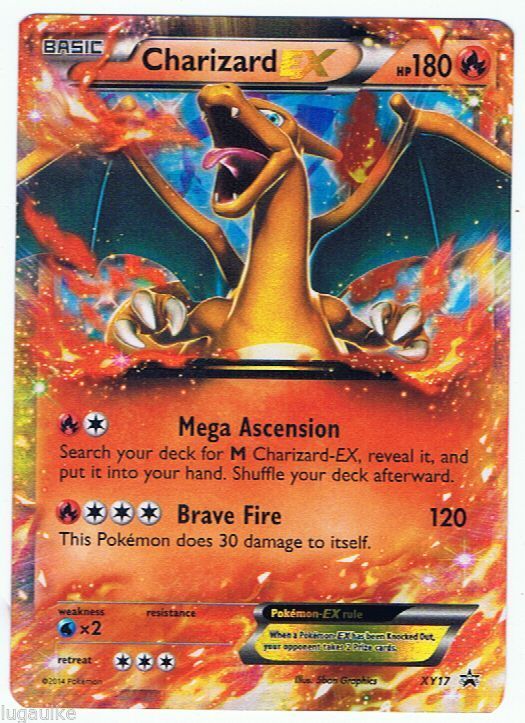 BASIC Charizard EX HP180
Mega Ascension
Search your deck for M Charizard-EX, reveal it, and
put it into your hand. Shuffle your deck afterward.
Brave Fire 120
This Pokémon does 30 damage to itself.
weakness resistance
×2
retreat
Pokémon-EX rule
When a Pokémon-EX has been Knocked Out,
your opponent takes 2 Prize cards.
©2014 Pokémon Illus. 5ban Graphics XY17
lugauike